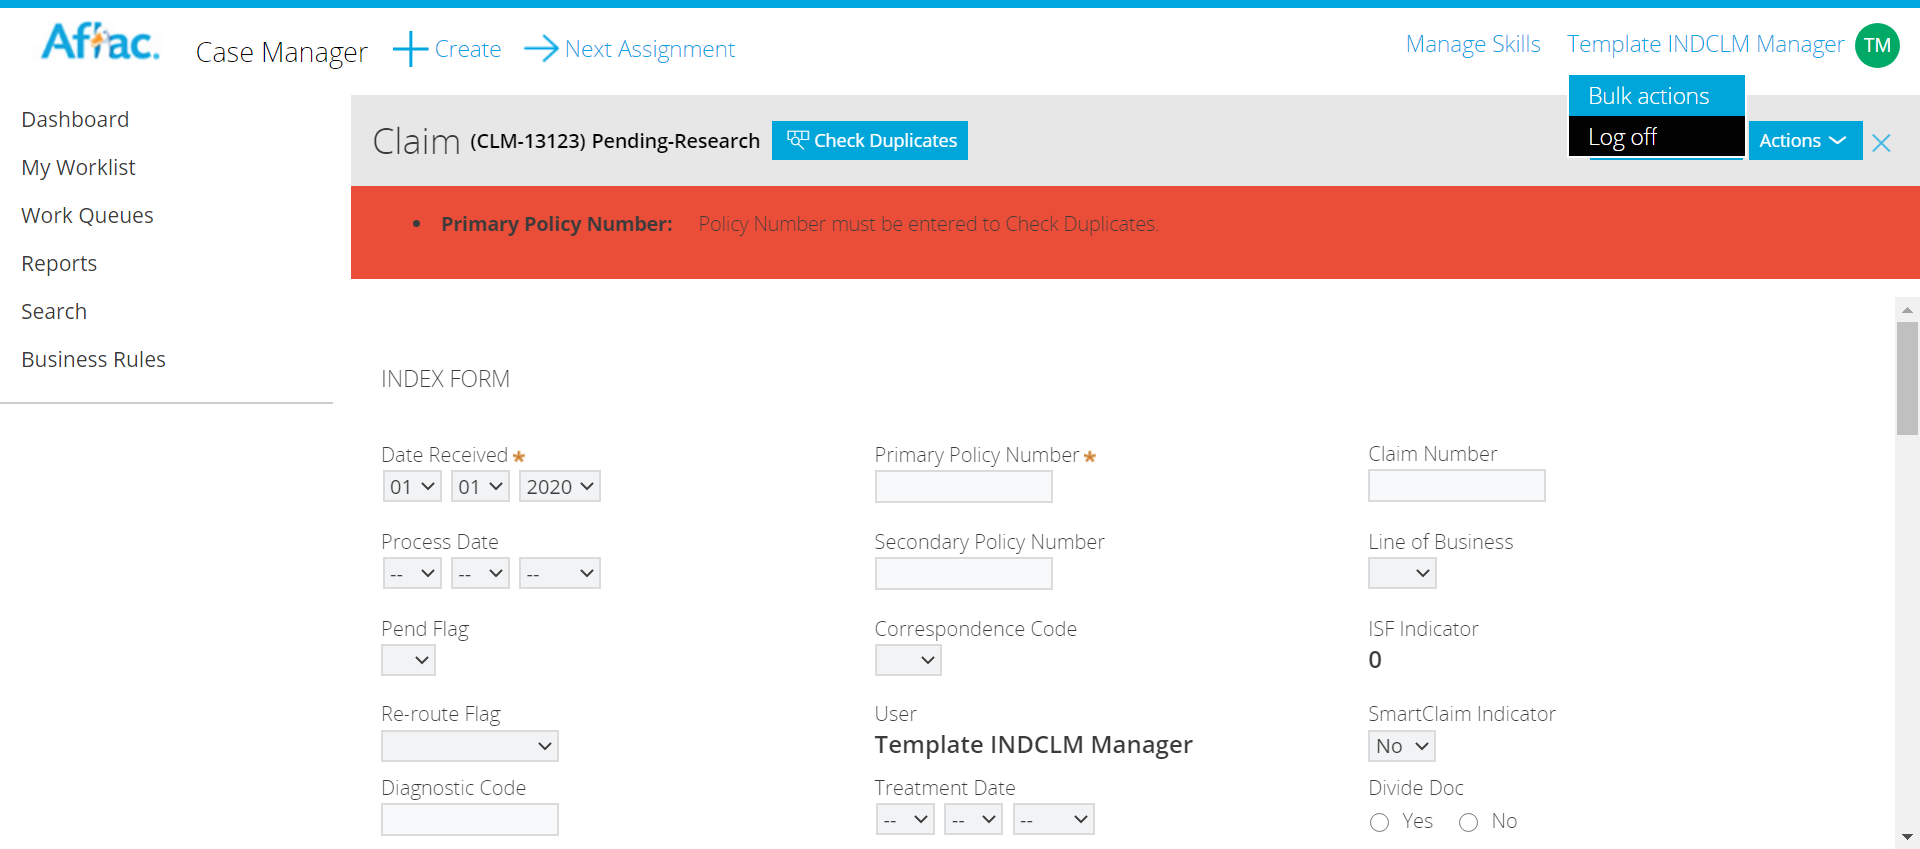 Aflac.
Case Manager
Create
Next Assignment
Manage Skills
Template INDCLM Manager
TM
Bulk actions
Log off
Dashboard
My Worklist
Work Queues
Reports
Search
Business Rules
Claim (CLM-13123) Pending-Research
Check Duplicates
Actions
• Primary Policy Number: Policy Number must be entered to Check Duplicates.
INDEX FORM
Date Received *
01 01 2020
Primary Policy Number *
Claim Number
Process Date
-- -- --
Secondary Policy Number
Line of Business
Pend Flag
Correspondence Code
ISF Indicator
0
Re-route Flag
User
Template INDCLM Manager
SmartClaim Indicator
No
Diagnostic Code
Treatment Date
-- -- --
Divide Doc
Yes No